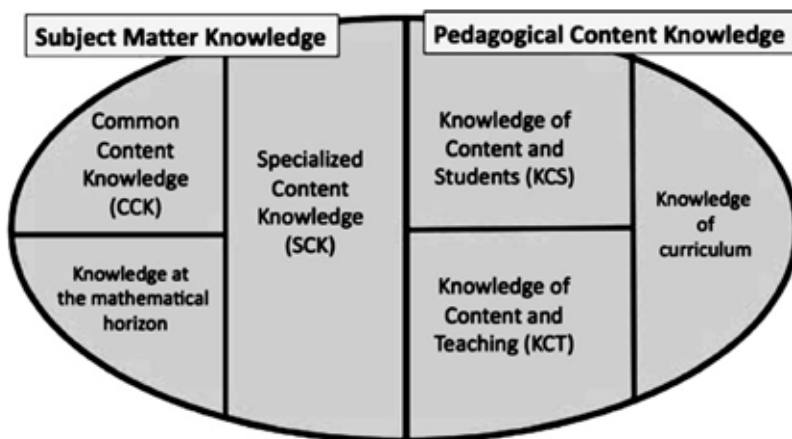 Subject Matter Knowledge
Pedagogical Content Knowledge
Common
Content
Knowledge
(CCK)
Knowledge at
the mathematical
horizon
Specialized
Content
Knowledge
(SCK)
Knowledge of
Content and
Students (KCS)
Knowledge of
Content and
Teaching (KCT)
Knowledge
of
curriculum